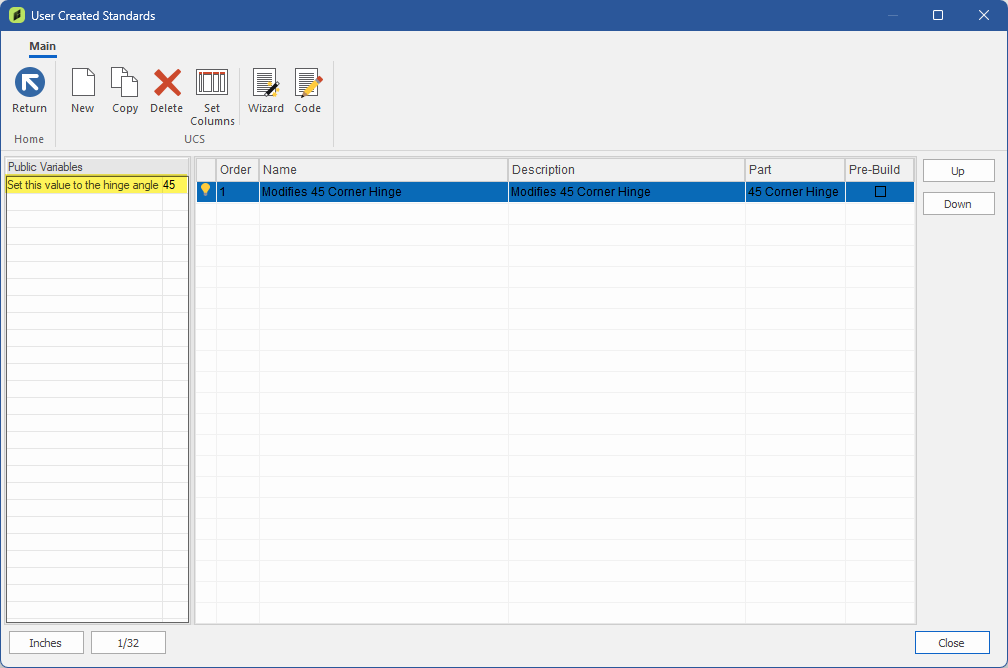 User Created Standards
Main
Return
New
Copy
Delete
Set
Columns
Wizard
Code
Home
UCS
Public Variables
Set this value to the hinge angle 45
Order Name Description Part Pre-Build
1 Modifies 45 Corner Hinge Modifies 45 Corner Hinge 45 Corner Hinge
Up
Down
Inches
1/32
Close